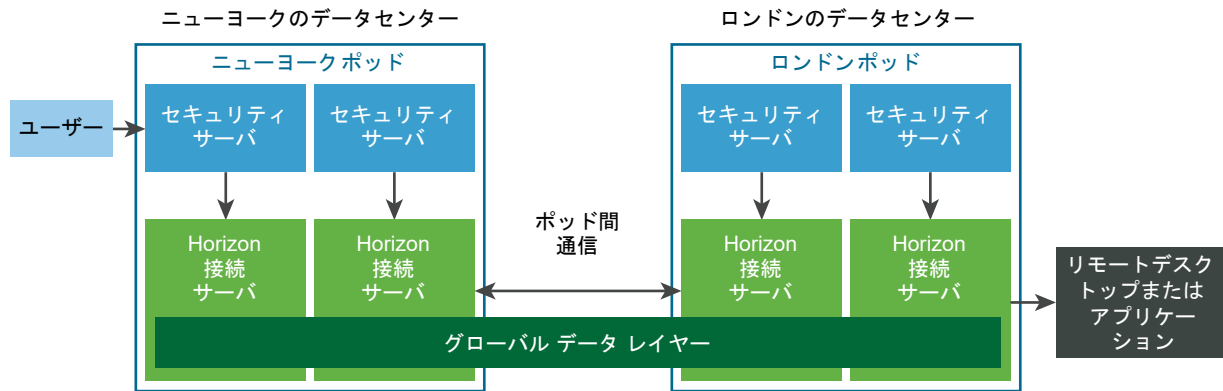 ニューヨークのデータセンター
ロンドンのデータセンター
ニューヨークポッド
ロンドンポッド
ユーザー
セキュリティ
サーバ
セキュリティ
サーバ
セキュリティ
サーバ
セキュリティ
サーバ
ポッド間
通信
Horizon
接続
サーバ
Horizon
接続
サーバ
Horizon
接続
サーバ
Horizon
接続
サーバ
リモートデスク
トップまたは
アプリケー
ション
グローバル データ レイヤー